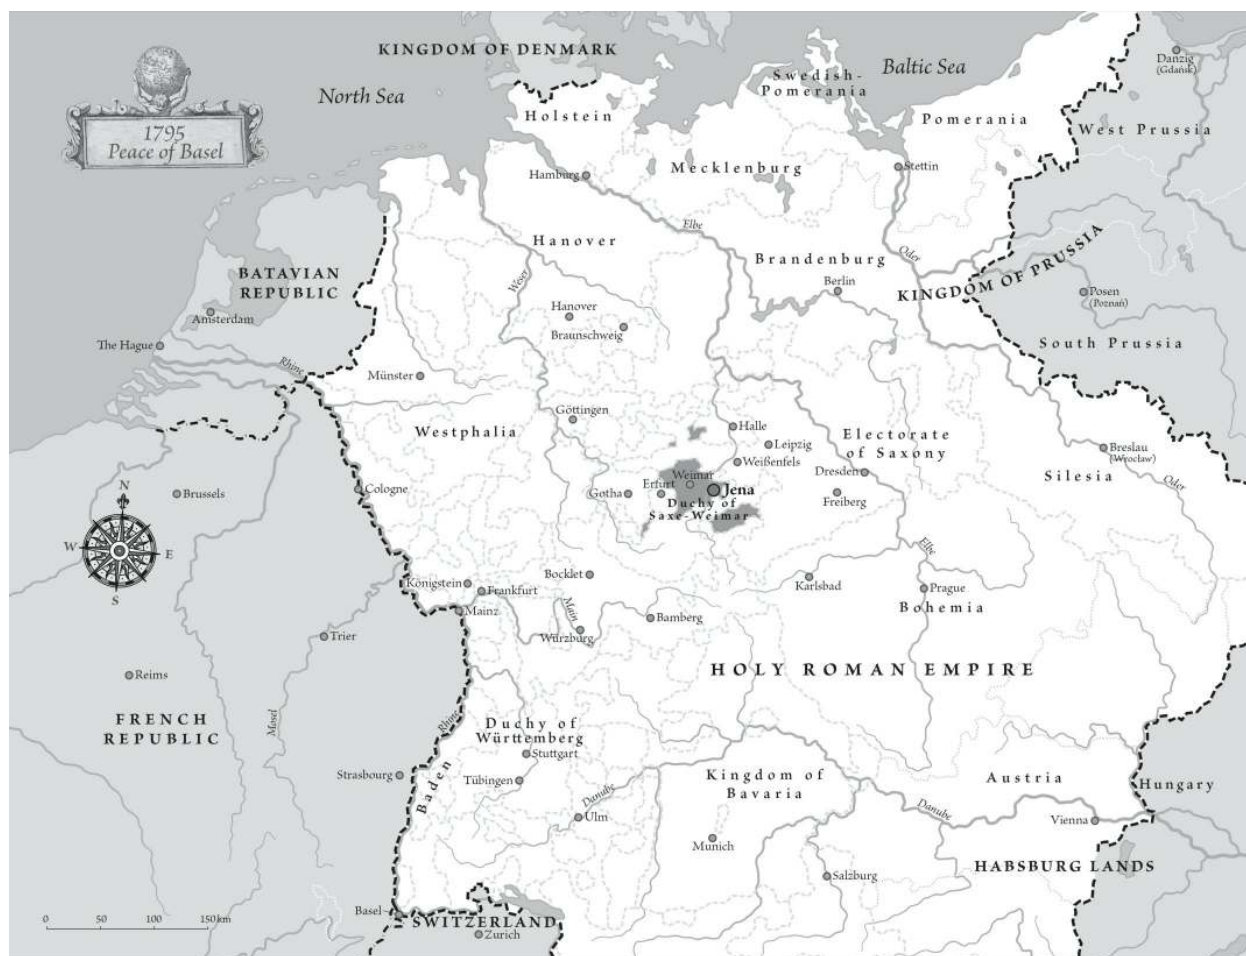 KINGDOM OF DENMARK
North Sea
Baltic Sea
Danzig
(Gdańsk)
1795
Peace of Basel
Swedish-
Pomerania
Holstein
Pomerania
West Prussia
Hamburg
Mecklenburg
Stettin
Elbe
Hanover
Oder
Brandenburg
KINGDOM OF PRUSSIA
BATAVIAN
REPUBLIC
Weser
Berlin
Posen
(Poznań)
Hanover
Braunschweig
Amsterdam
The Hague
South Prussia
Rhine
Münster
Göttingen
Halle
Westphalia
Leipzig
Electorate
of Saxony
Breslau
(Wrocław)
Weißenfels
Dresden
Silesia
Oder
Weimar
Brussels
Cologne
Gotha
Erfurt
Jena
Duchy of
Saxe-Weimar
Freiberg
N
W
E
S
Elbe
Königstein
Frankfurt
Bocklet
Karlsbad
Prague
Bohemia
Mainz
Main
Würzburg
Bamberg
Trier
Reims
HOLY ROMAN EMPIRE
FRENCH
REPUBLIC
Mosel
Rhine
Duchy of
Württemberg
Stuttgart
Strasbourg
Baden
Tübingen
Kingdom of
Bavaria
Austria
Hungary
Danube
Ulm
Danube
Vienna
Munich
HABSBURG LANDS
Salzburg
Basel
SWITZERLAND
Zurich
0 50 100 150 km